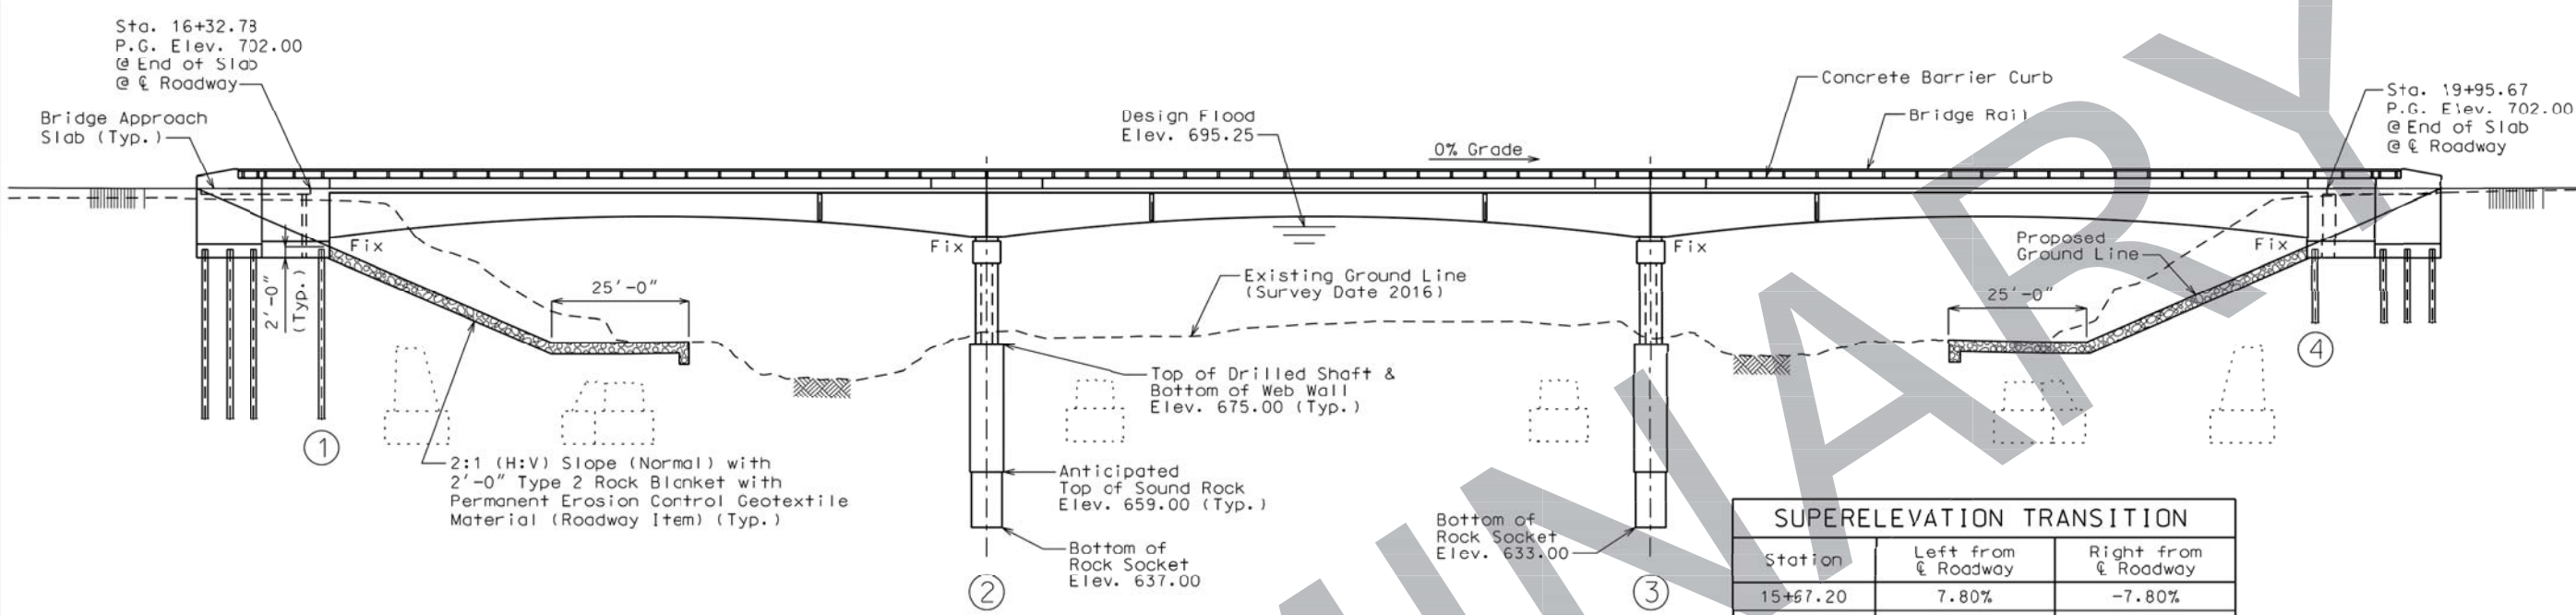 Sta. 16+32.78
P.G. Elev. 702.00
@ End of Slab
@ ℄ Roadway
Bridge Approach
Slab (Typ.)
Design Flood
Elev. 695.25
0% Grade
Concrete Barrier Curb
Bridge Rail
Sta. 19+95.67
P.G. Elev. 702.00
@ End of Slab
@ ℄ Roadway
Fix
Fix
Fix
Fix
2'-0"
(Typ.)
25'-0"
Existing Ground Line
(Survey Date 2016)
Proposed
Ground Line
25'-0"
Top of Drilled Shaft &
Bottom of Web Wall
Elev. 675.00 (Typ.)
1
4
2:1 (H:V) Slope (Normal) with
2'-0" Type 2 Rock Blanket with
Permanent Erosion Control Geotextile
Material (Roadway Item) (Typ.)
Anticipated
Top of Sound Rock
Elev. 659.00 (Typ.)
Bottom of
Rock Socket
Elev. 637.00
Bottom of
Rock Socket
Elev. 633.00
2
3
SUPERELEVATION TRANSITION
Station
Left from
℄ Roadway
Right from
℄ Roadway
15+67.20
7.80%
-7.80%